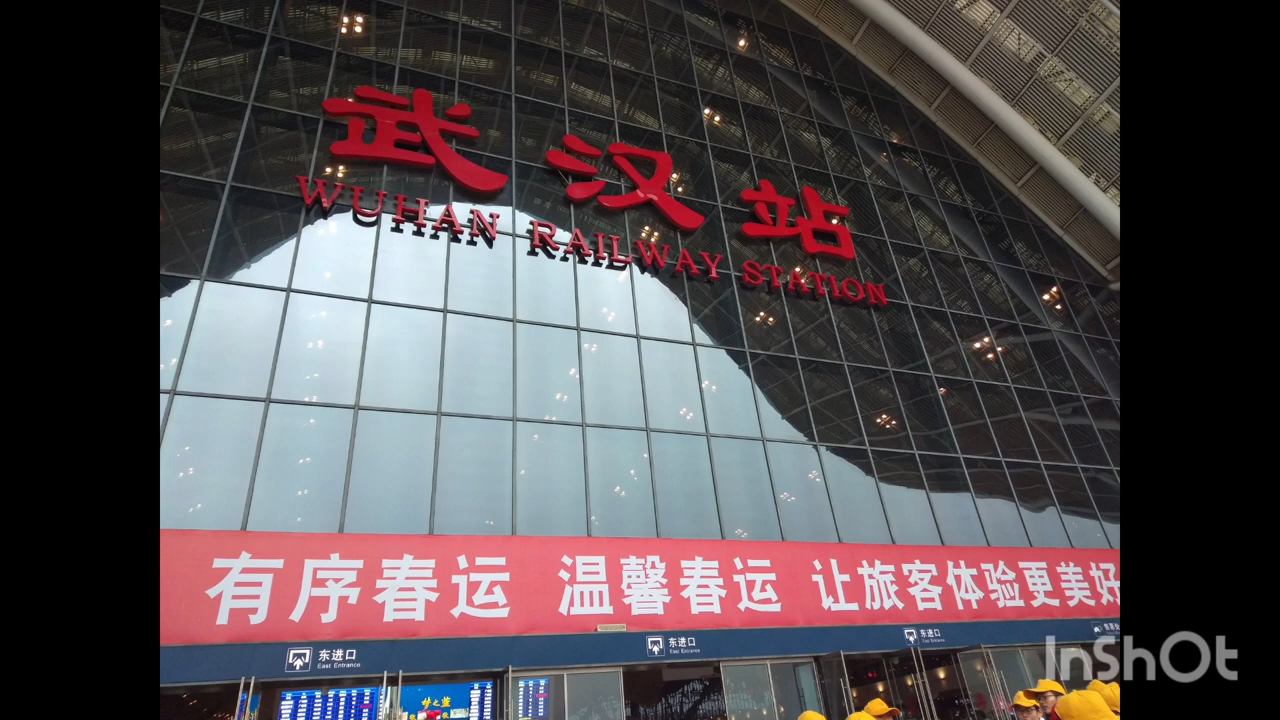 武汉站
WUHAN RAILWAY STATION
有序春运 温馨春运 让旅客体验更美好
东进口
East Entrance
东进口
East Entrance
东进口
East Entrance
InShOt